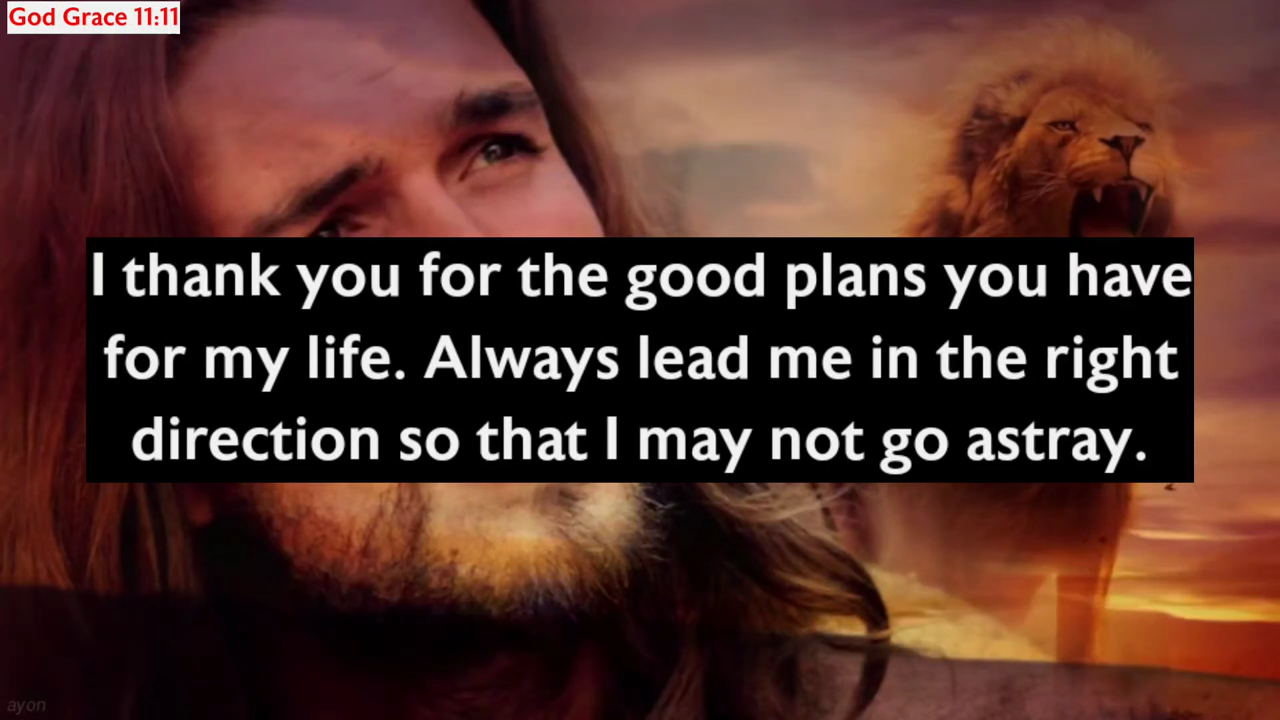 God Grace 11:11
I thank you for the good plans you have
for my life. Always lead me in the right
direction so that I may not go astray.
ayon